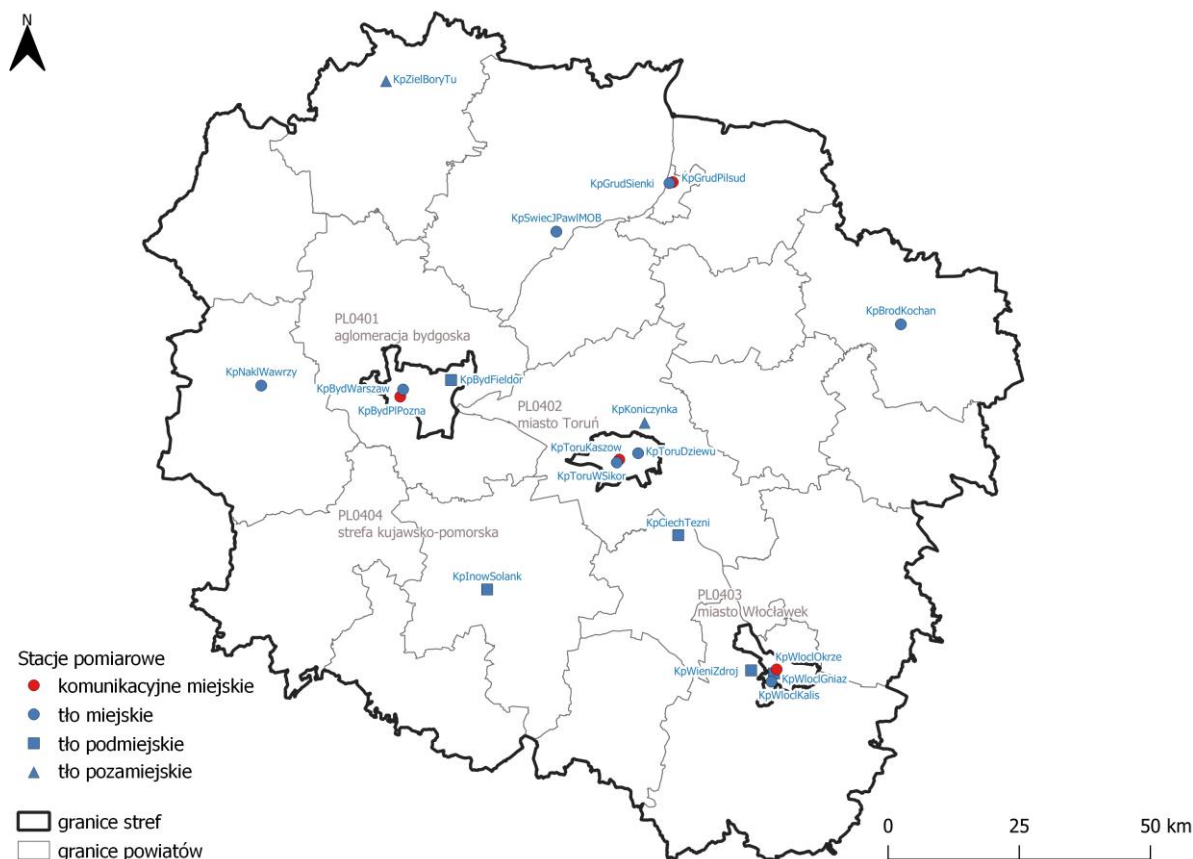 N
KpZielBoryTu
KpGrudSienki
KpGrudPilsud
KpSwiecJPawlMOB
KpBrodKochan
PL0401
aglomeracja bydgoska
KpNaklWawrzy
KpBydWarszaw
KpBydFieldor
KpBydPlPozna
PL0402
miasto Toruń
KpKoniczynka
KpToruKaszow
KpToruDziewu
KpToruWSikor
PL0404
strefa kujawsko-pomorska
KpCiechTezni
KpInowSolank
PL0403
miasto Włocławek
KpWloclOkrze
KpWieniZdroj
KpWloclGniaz
KpWloclKalis
Stacje pomiarowe
komunikacyjne miejskie
tło miejskie
tło podmiejskie
tło pozamiejskie
granice stref
granice powiatów
0 25 50 km